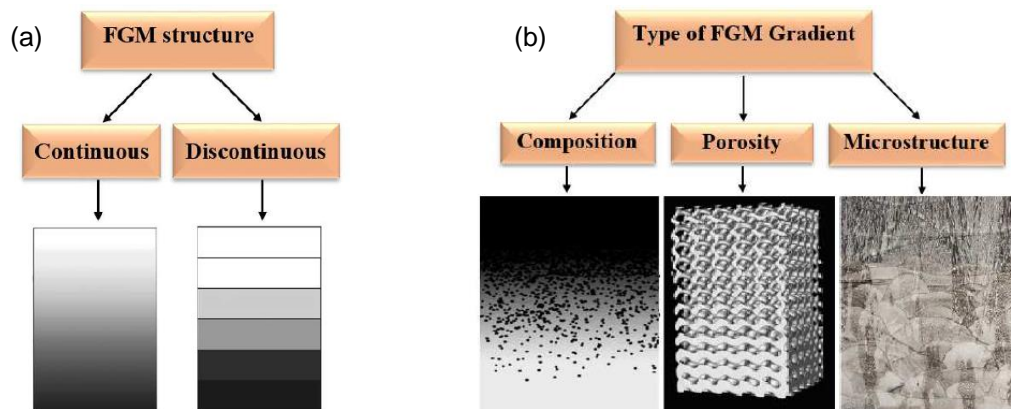 (a)
FGM structure
Continuous
Discontinuous
(b)
Type of FGM Gradient
Composition
Porosity
Microstructure